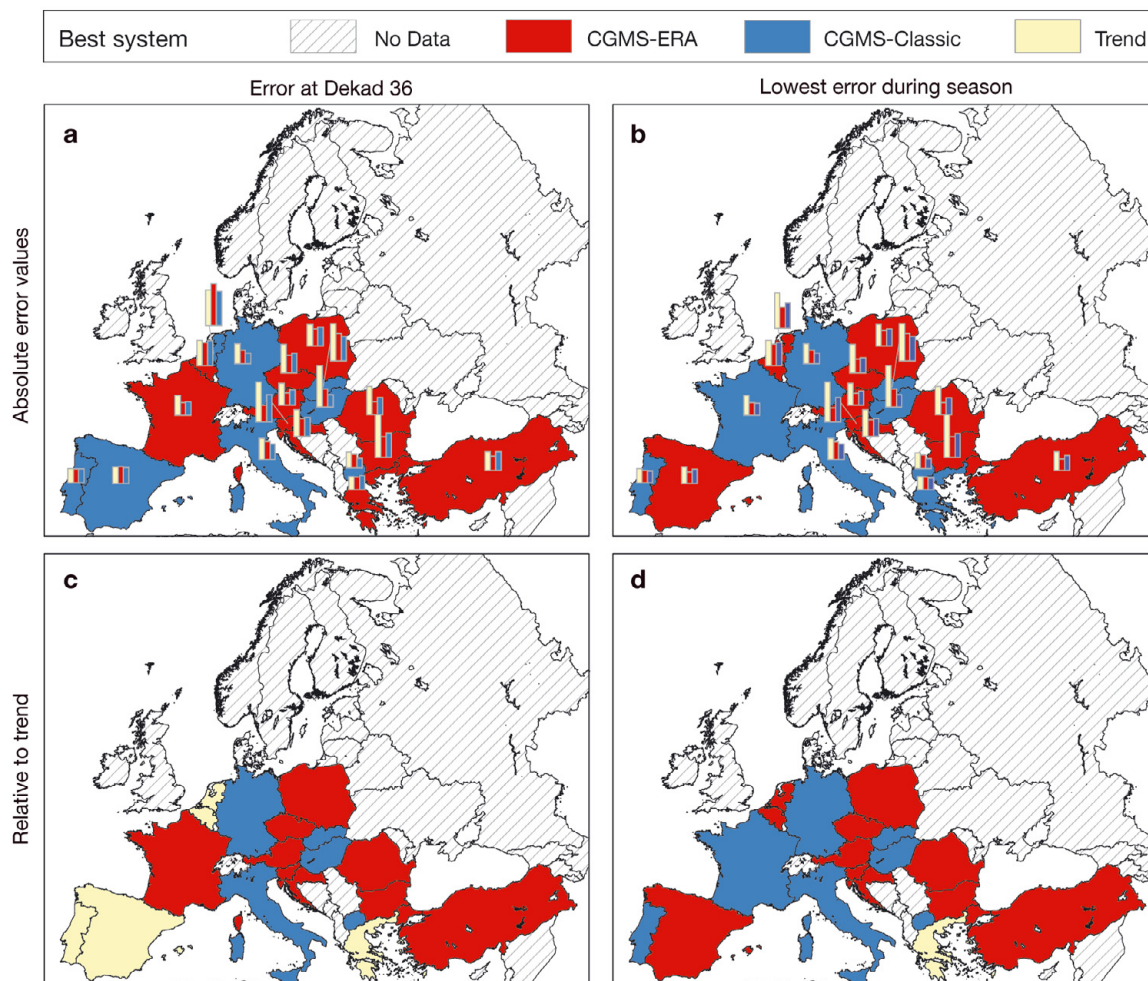 Best system No Data CGMS-ERA CGMS-Classic Trend
Error at Dekad 36 Lowest error during season
a b
Absolute error values
c d
Relative to trend